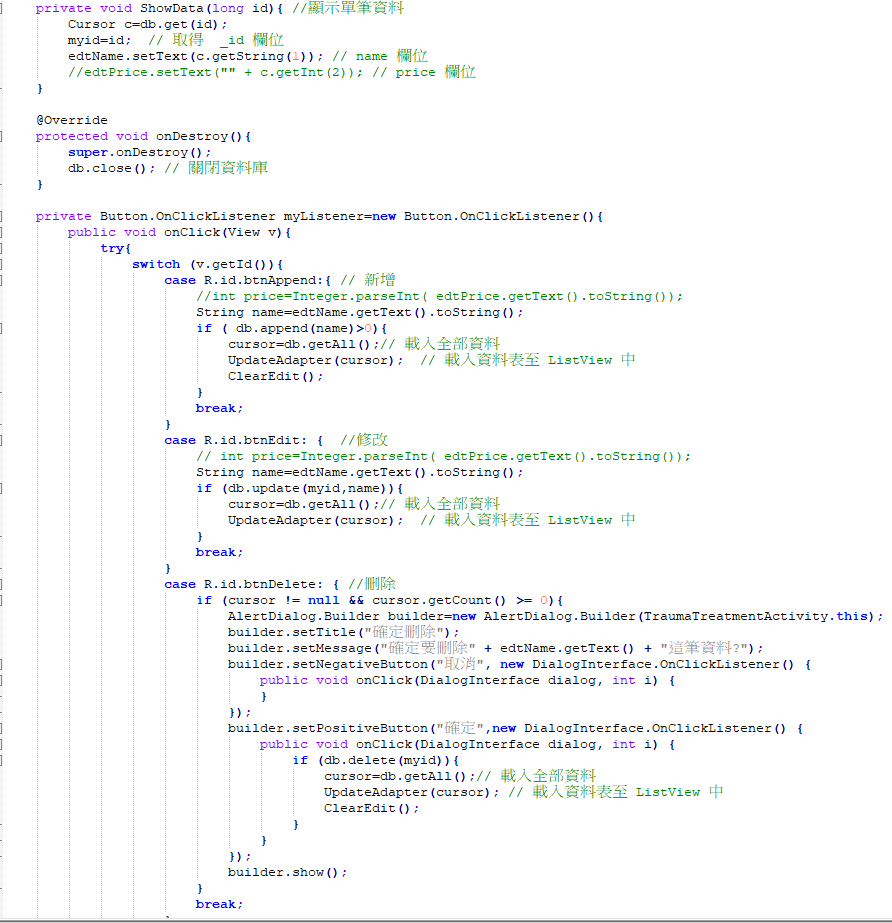 private void ShowData(long id){ //顯示單筆資料
Cursor c=db.get(id);
myid=id;  // 取得  _id 欄位
edtName.setText(c.getString(1)); // name 欄位
//edtPrice.setText("" + c.getInt(2)); // price 欄位
}
@Override
protected void onDestroy(){
super.onDestroy();
db.close(); // 關閉資料庫
}
private Button.OnClickListener myListener=new Button.OnClickListener(){
public void onClick(View v){
try{
switch (v.getId()){
case R.id.btnAppend:{ // 新增
//int price=Integer.parseInt( edtPrice.getText().toString());
String name=edtName.getText().toString();
if ( db.append(name)>0){
cursor=db.getAll();// 載入全部資料
UpdateAdapter(cursor);  // 載入資料表至 ListView 中
ClearEdit();
}
break;
}
case R.id.btnEdit: {  //修改
// int price=Integer.parseInt( edtPrice.getText().toString());
String name=edtName.getText().toString();
if (db.update(myid,name)){
cursor=db.getAll();// 載入全部資料
UpdateAdapter(cursor);  // 載入資料表至 ListView 中
}
break;
}
case R.id.btnDelete: { //刪除
if (cursor != null && cursor.getCount() >= 0){
AlertDialog.Builder builder=new AlertDialog.Builder(TraumaTreatmentActivity.this);
builder.setTitle("確定刪除");
builder.setMessage("確定要刪除" + edtName.getText() + "這筆資料?");
builder.setNegativeButton("取消", new DialogInterface.OnClickListener() {
public void onClick(DialogInterface dialog, int i) {
}
});
builder.setPositiveButton("確定",new DialogInterface.OnClickListener() {
public void onClick(DialogInterface dialog, int i) {
if (db.delete(myid)){
cursor=db.getAll();// 載入全部資料
UpdateAdapter(cursor); // 載入資料表至 ListView 中
ClearEdit();
}
}
});
builder.show();
}
break;